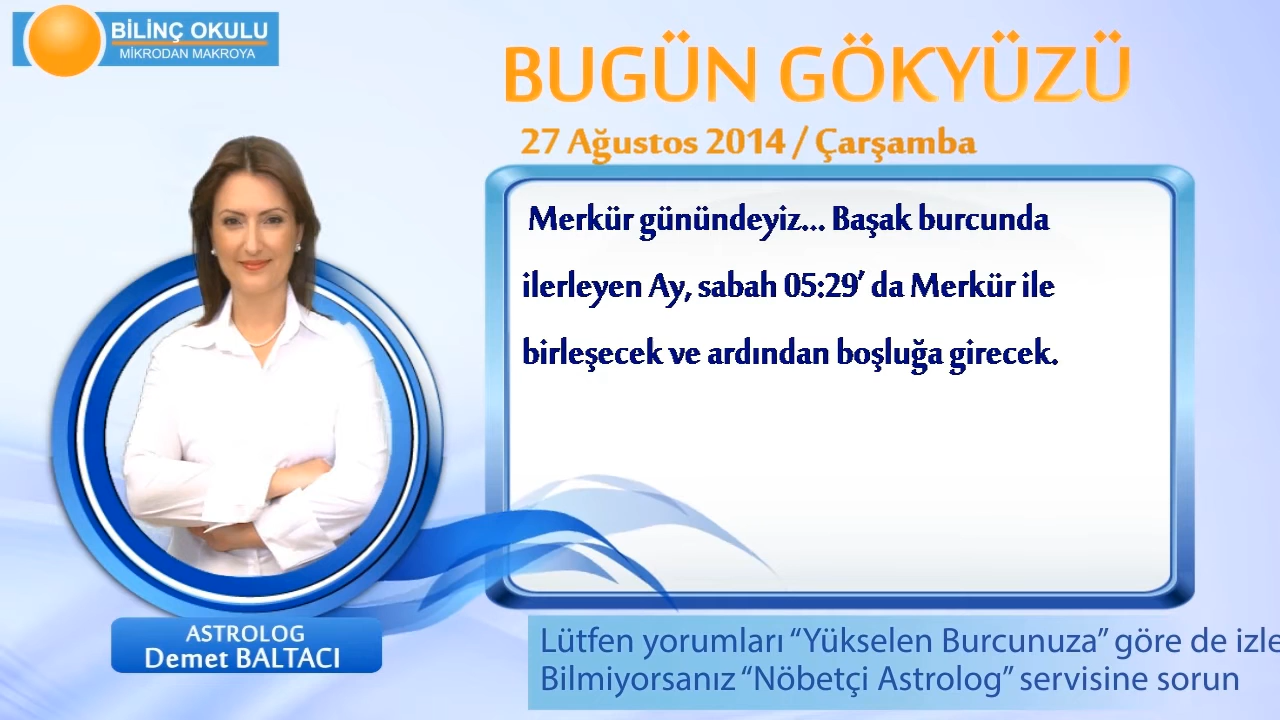 BİLİNÇ OKULU
MİKRODAN MAKROYA
BUGÜN GÖKYÜZÜ
27 Ağustos 2014 / Çarşamba
Merkür günündeyiz... Başak burcunda
ilerleyen Ay, sabah 05:29' da Merkür ile
birleşecek ve ardından boşluğa girecek.
ASTROLOG
Demet BALTACI
Lütfen yorumları “Yükselen Burcunuza” göre de izle
Bilmiyorsanız “Nöbetçi Astrolog” servisine sorun